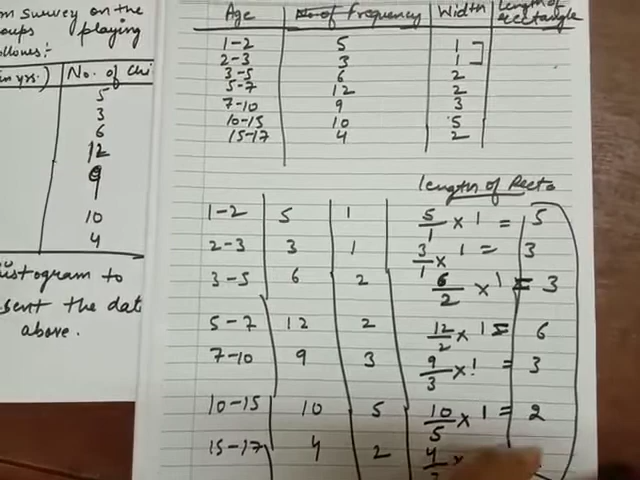 m survey on the
oups playing
ollows:-
in yrs.) No. of Chi
5
3
6
12
9
10
4
istogram to
sent the dat
above.
Age Frequency Width Length of rectangle
1-2 5 1
2-3 3 1
3-5 6 2
5-7 12 2
7-10 9 3
10-15 10 5
15-17 4 2
length of Recta
1-2 5 1 5/1 × 1 = 5
2-3 3 1 3/1 × 1 = 3
3-5 6 2 6/2 × 1 = 3
5-7 12 2 12/2 × 1 = 6
7-10 9 3 9/3 × 1 = 3
10-15 10 5 10/5 × 1 = 2
15-17 4 2 4/2 ×